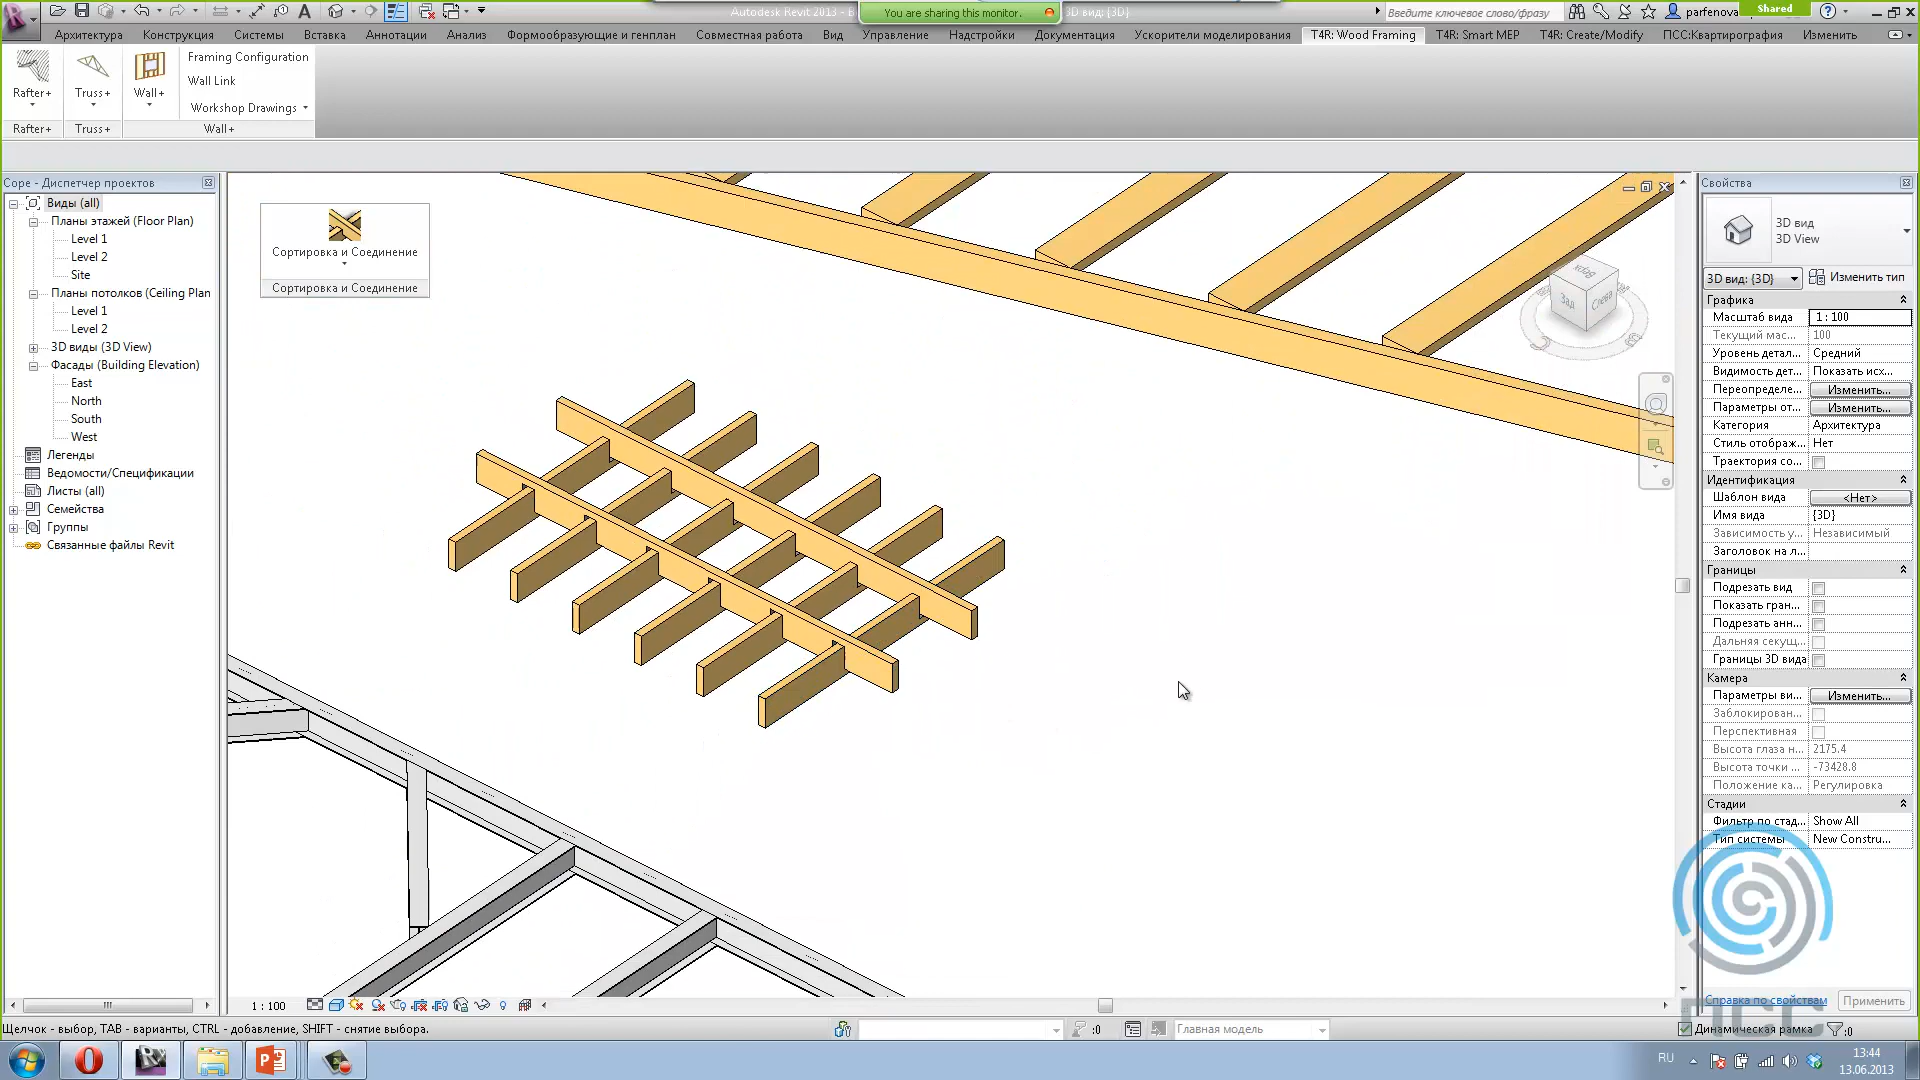 Autodesk Revit 2013 -
You are sharing this monitor.
3D вид: {3D}
Введите ключевое слово/фразу
parfenova
Shared
Архитектура
Конструкция
Системы
Вставка
Аннотации
Анализ
Формообразующие и генплан
Совместная работа
Вид
Управление
Надстройки
Документация
Ускорители моделирования
T4R: Wood Framing
T4R: Smart MEP
T4R: Create/Modify
ПСС:Квартирография
Изменить
Rafter+
Truss+
Wall+
Framing Configuration
Wall Link
Workshop Drawings
Rafter+
Truss+
Wall+
Cope - Диспетчер проектов
Виды (all)
Планы этажей (Floor Plan)
Level 1
Level 2
Site
Планы потолков (Ceiling Plan
Level 1
Level 2
3D виды (3D View)
Фасады (Building Elevation)
East
North
South
West
Легенды
Ведомости/Спецификации
Листы (all)
Семейства
Группы
Связанные файлы Revit
Сортировка и Соединение
Сортировка и Соединение
Верх
Зад
Слева
Свойства
3D вид
3D View
3D вид: {3D}
Изменить тип
Графика
Масштаб вида 1 : 100
Текущий мас... 100
Уровень детал... Средний
Видимость дет... Показать исх...
Переопределе... Изменить...
Параметры от... Изменить...
Категория Архитектура
Стиль отображ... Нет
Траектория со...
Идентификация
Шаблон вида <Нет>
Имя вида {3D}
Зависимость у... Независимый
Заголовок на л...
Границы
Подрезать вид
Показать гран...
Подрезать анн...
Дальняя секущ...
Границы 3D вида
Камера
Параметры ви... Изменить...
Заблокирован...
Перспективная
Высота глаза н... 2175.4
Высота точки ... -73428.8
Положение ка... Регулировка
Стадии
Фильтр по стад... Show All
Тип системы New Constru...
Справка по свойствам
Применить
ПСС
1 : 100
Щелчок - выбор, TAB - варианты, CTRL - добавление, SHIFT - снятие выбора.
:0
Главная модель
Динамическая рамка
:0
RU
13:44
13.06.2013